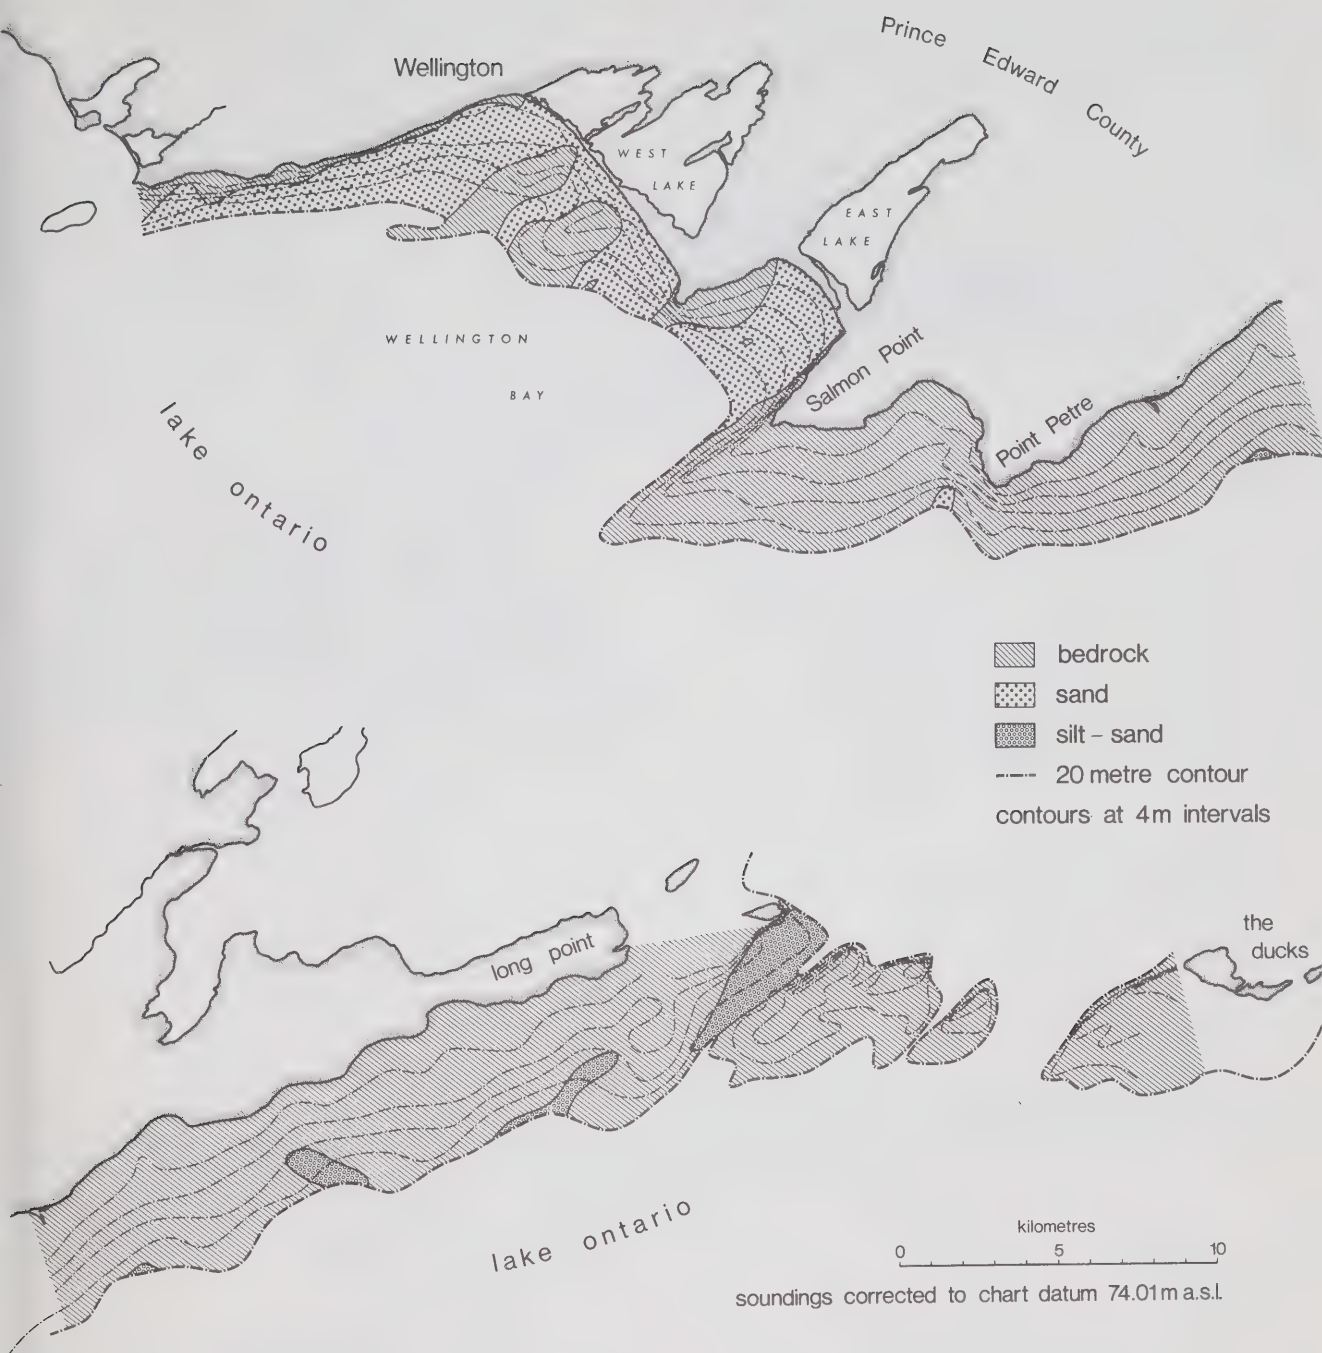 Prince Edward County
Wellington
WEST
LAKE
EAST
LAKE
WELLINGTON
BAY
Salmon Point
Point Petre
lake ontario
bedrock
sand
silt – sand
20 metre contour
contours at 4m intervals
long point
the
ducks
lake ontario
kilometres
0 5 10
soundings corrected to chart datum 74.01m a.s.l.